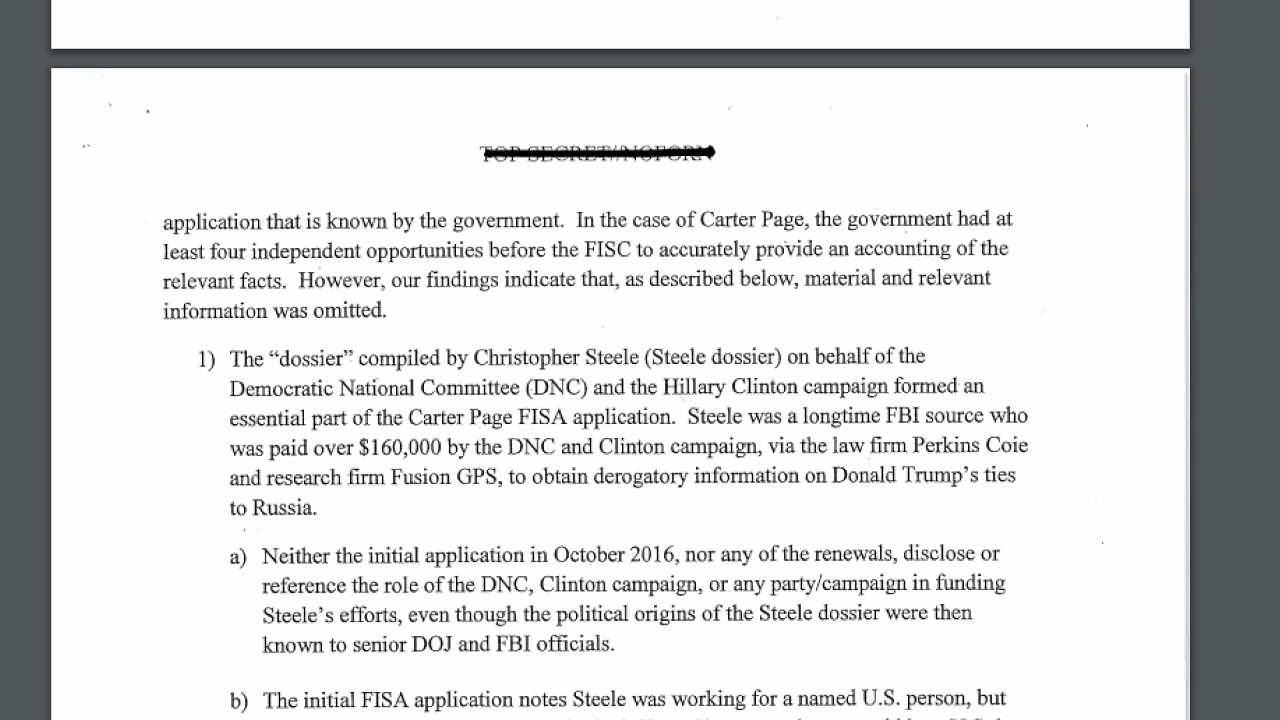 TOP SECRET//NOFORN
application that is known by the government. In the case of Carter Page, the government had at
least four independent opportunities before the FISC to accurately provide an accounting of the
relevant facts. However, our findings indicate that, as described below, material and relevant
information was omitted.
1) The “dossier” compiled by Christopher Steele (Steele dossier) on behalf of the
Democratic National Committee (DNC) and the Hillary Clinton campaign formed an
essential part of the Carter Page FISA application. Steele was a longtime FBI source who
was paid over $160,000 by the DNC and Clinton campaign, via the law firm Perkins Coie
and research firm Fusion GPS, to obtain derogatory information on Donald Trump’s ties
to Russia.
a) Neither the initial application in October 2016, nor any of the renewals, disclose or
reference the role of the DNC, Clinton campaign, or any party/campaign in funding
Steele’s efforts, even though the political origins of the Steele dossier were then
known to senior DOJ and FBI officials.
b) The initial FISA application notes Steele was working for a named U.S. person, but